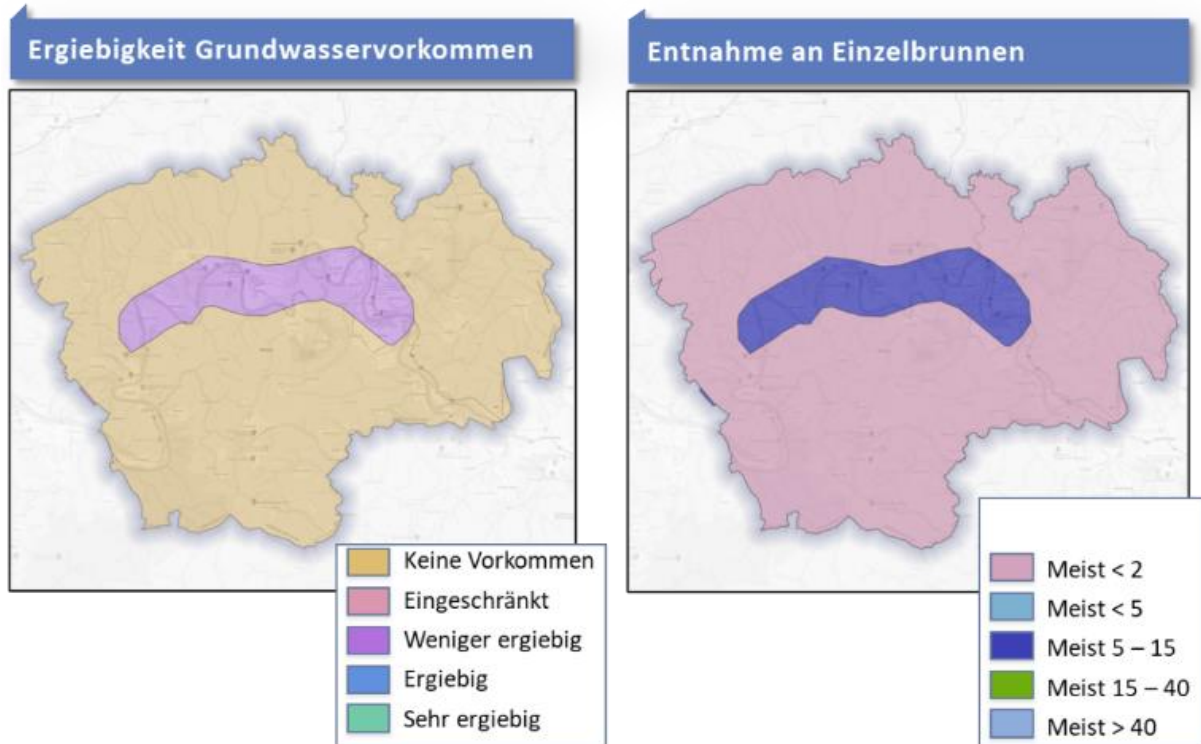 Ergiebigkeit Grundwasservorkommen
Entnahme an Einzelbrunnen
Keine Vorkommen
Eingeschränkt
Weniger ergiebig
Ergiebig
Sehr ergiebig
Meist < 2
Meist < 5
Meist 5 – 15
Meist 15 – 40
Meist > 40